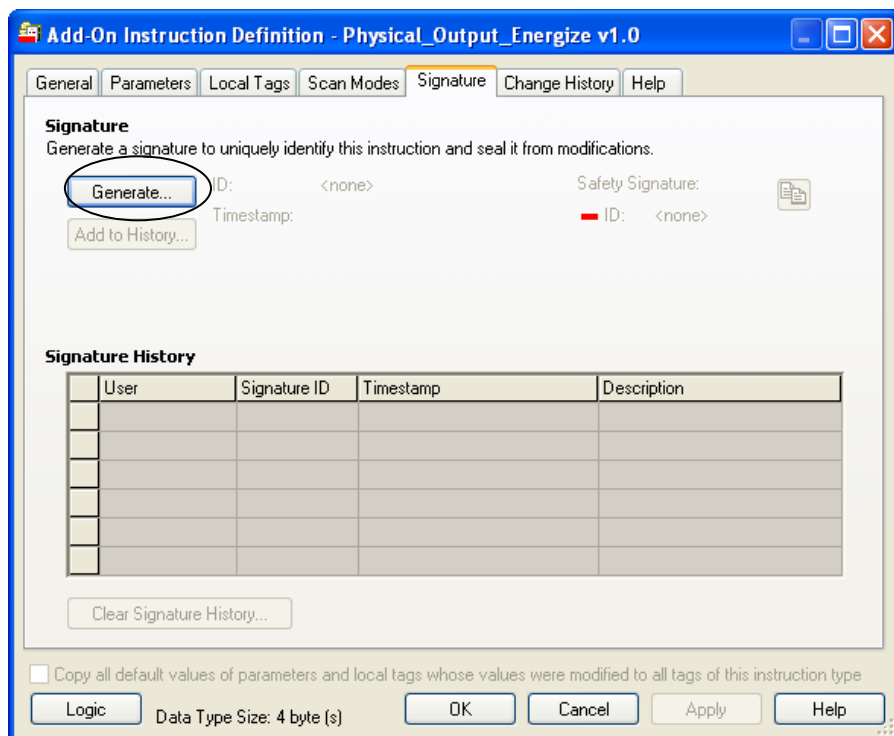 Add-On Instruction Definition - Physical_Output_Energize v1.0
General Parameters Local Tags Scan Modes Signature Change History Help
Signature
Generate a signature to uniquely identify this instruction and seal it from modifications.
Generate... ID: <none> Safety Signature:
Add to History... Timestamp: ID: <none>
Signature History
User Signature ID Timestamp Description
Clear Signature History...
Copy all default values of parameters and local tags whose values were modified to all tags of this instruction type
Logic Data Type Size: 4 byte (s) OK Cancel Apply Help